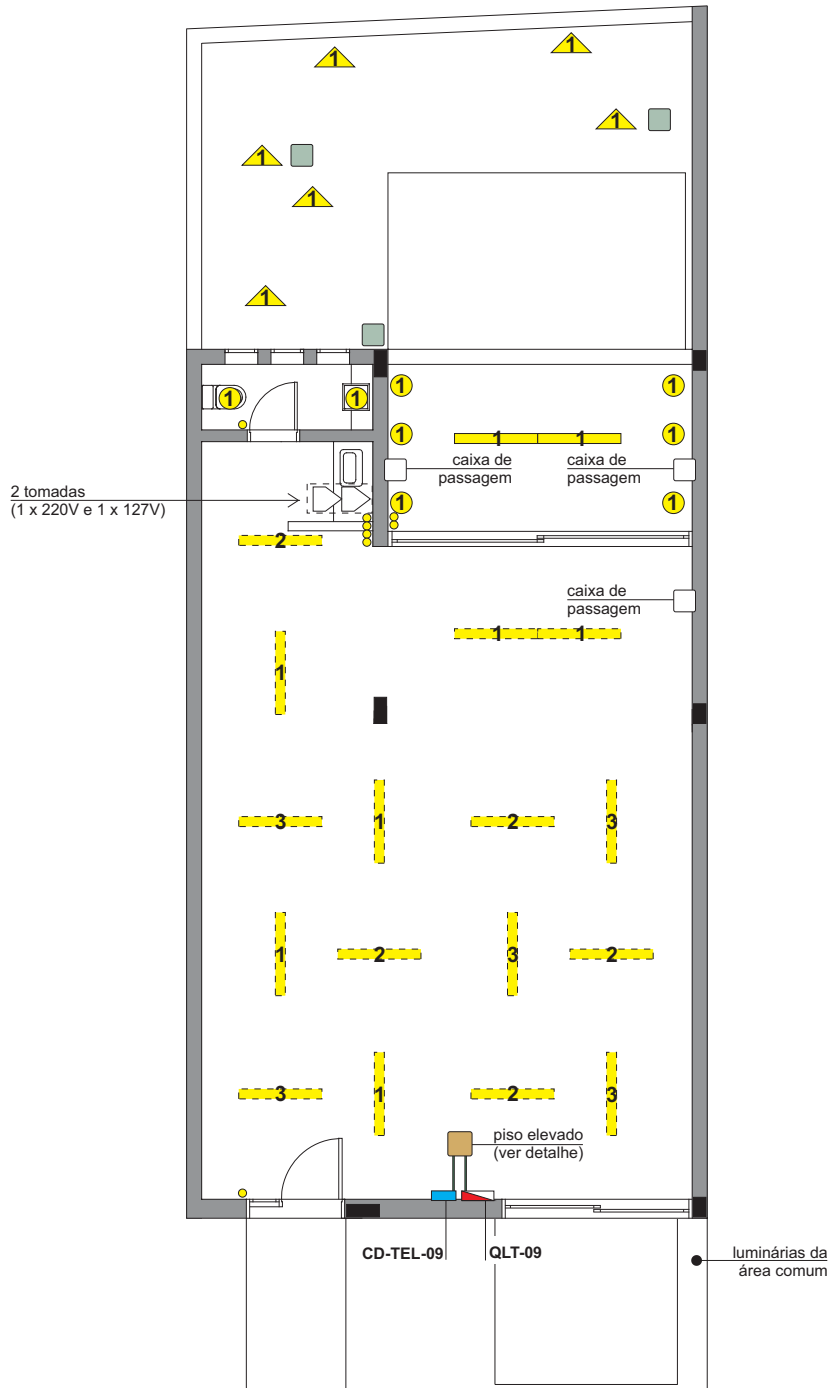 1
1
1
1
1
1
1
1
1
1
1
1
1 1
caixa de
passagem
caixa de
passagem
1
1
2 tomadas
(1 x 220V e 1 x 127V)
2
caixa de
passagem
1 1
1
3
1
2
3
1
2
3
2
3
1
2
3
piso elevado
(ver detalhe)
CD-TEL-09
QLT-09
luminárias da
área comum